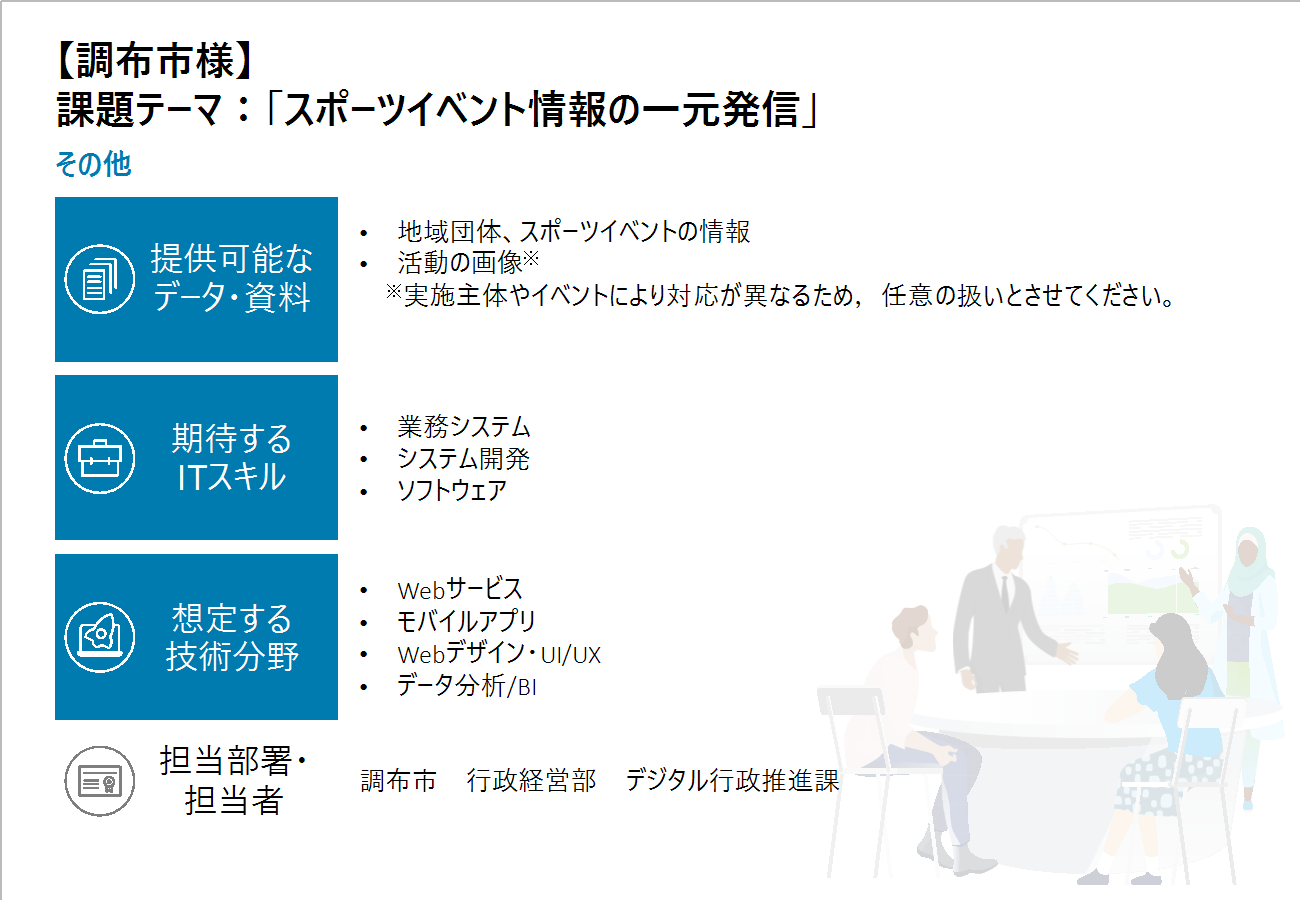 【調布市様】
課題テーマ：「スポーツイベント情報の一元発信」
その他
提供可能な
データ・資料
• 地域団体、スポーツイベントの情報
• 活動の画像※
※実施主体やイベントにより対応が異なるため，任意の扱いとさせてください。
期待する
ITスキル
• 業務システム
• システム開発
• ソフトウェア
想定する
技術分野
• Webサービス
• モバイルアプリ
• Webデザイン・UI/UX
• データ分析/BI
担当部署・
担当者
調布市　行政経営部　デジタル行政推進課